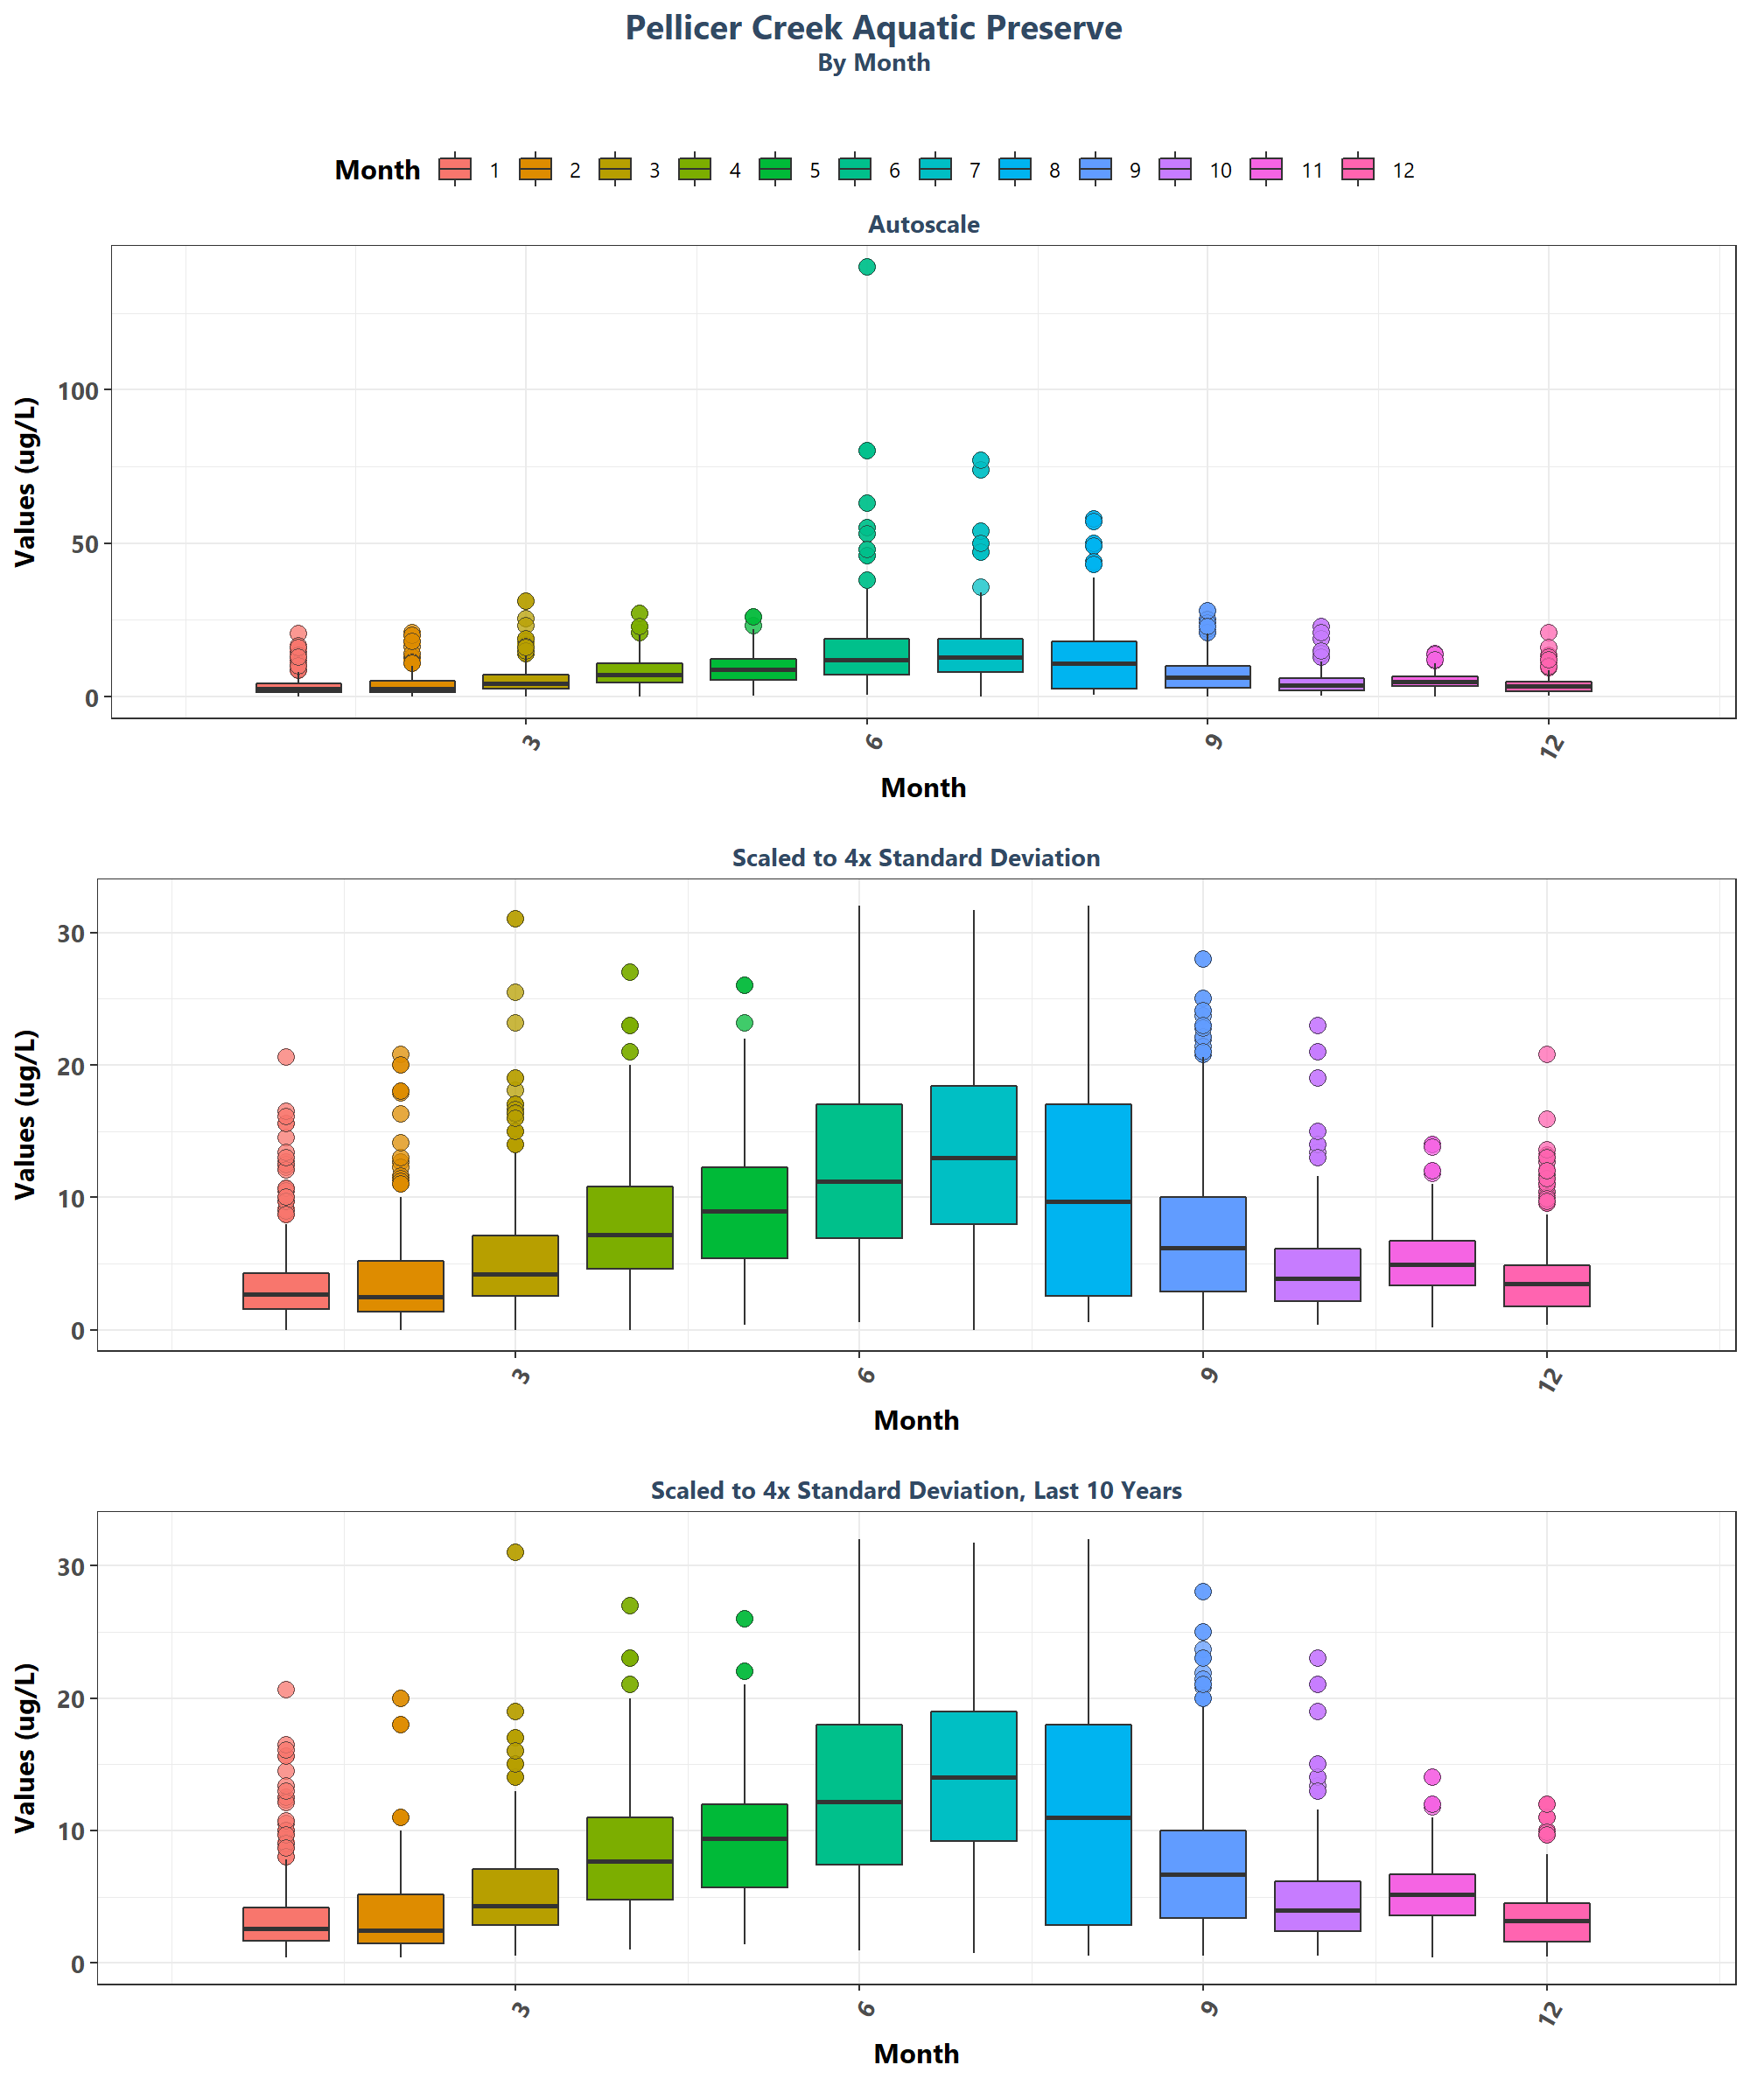 Pellicer Creek Aquatic Preserve
By Month
Month 1 2 3 4 5 6 7 8 9 10 11 12
Autoscale
Values (ug/L)
100
50
0
3 6 9 12
Month
Scaled to 4x Standard Deviation
Values (ug/L)
30
20
10
0
3 6 9 12
Month
Scaled to 4x Standard Deviation, Last 10 Years
Values (ug/L)
30
20
10
0
3 6 9 12
Month